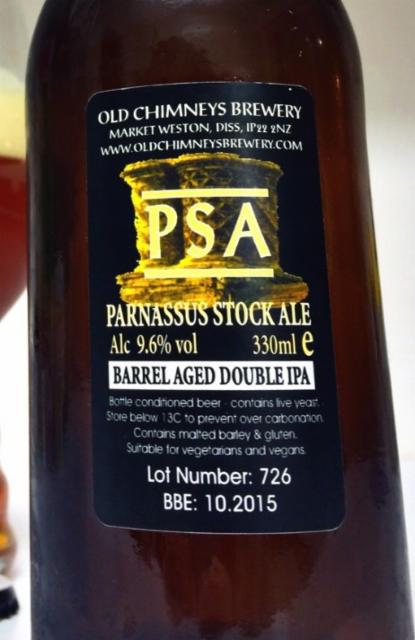 OLD CHIMNEYS BREWERY
MARKET WESTON, DISS, IP22 2NZ
WWW.OLDCHIMNEYSBREWERY.COM
PSA
PARNASSUS STOCK ALE
Alc 9.6% vol 330ml e
BARREL AGED DOUBLE IPA
Bottle conditioned beer - contains live yeast.
Store below 13C to prevent over carbonation.
Contains malted barley & gluten.
Suitable for vegetarians and vegans.
Lot Number: 726
BBE: 10.2015